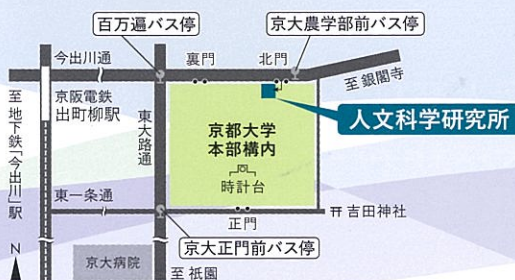 百万遍バス停
京大農学部前バス停
今出川通
裏門
北門
至 銀閣寺
京阪電鉄
出町柳駅
至 地下鉄「今出川」駅
東大路通
京都大学
本部構内
時計台
人文科学研究所
東一条通
正門
吉田神社
京大正門前バス停
N
京大病院
至 祇園